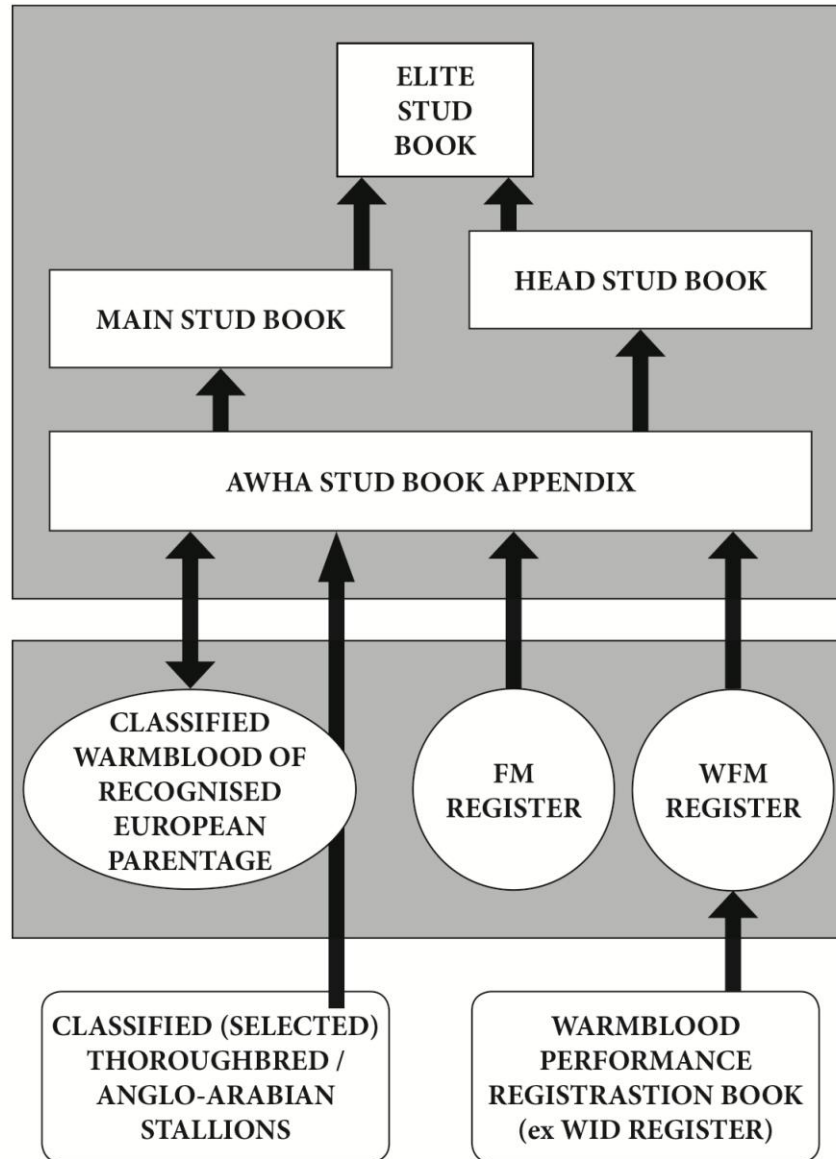 ELITE
STUD
BOOK
HEAD STUD BOOK
MAIN STUD BOOK
AWHA STUD BOOK APPENDIX
CLASSIFIED
WARMBLOOD OF
RECOGNISED
EUROPEAN
PARENTAGE
FM
REGISTER
WFM
REGISTER
CLASSIFIED (SELECTED)
THOROUGHBRED /
ANGLO-ARABIAN
STALLIONS
WARMBLOOD
PERFORMANCE
REGISTRASTION BOOK
(ex WID REGISTER)